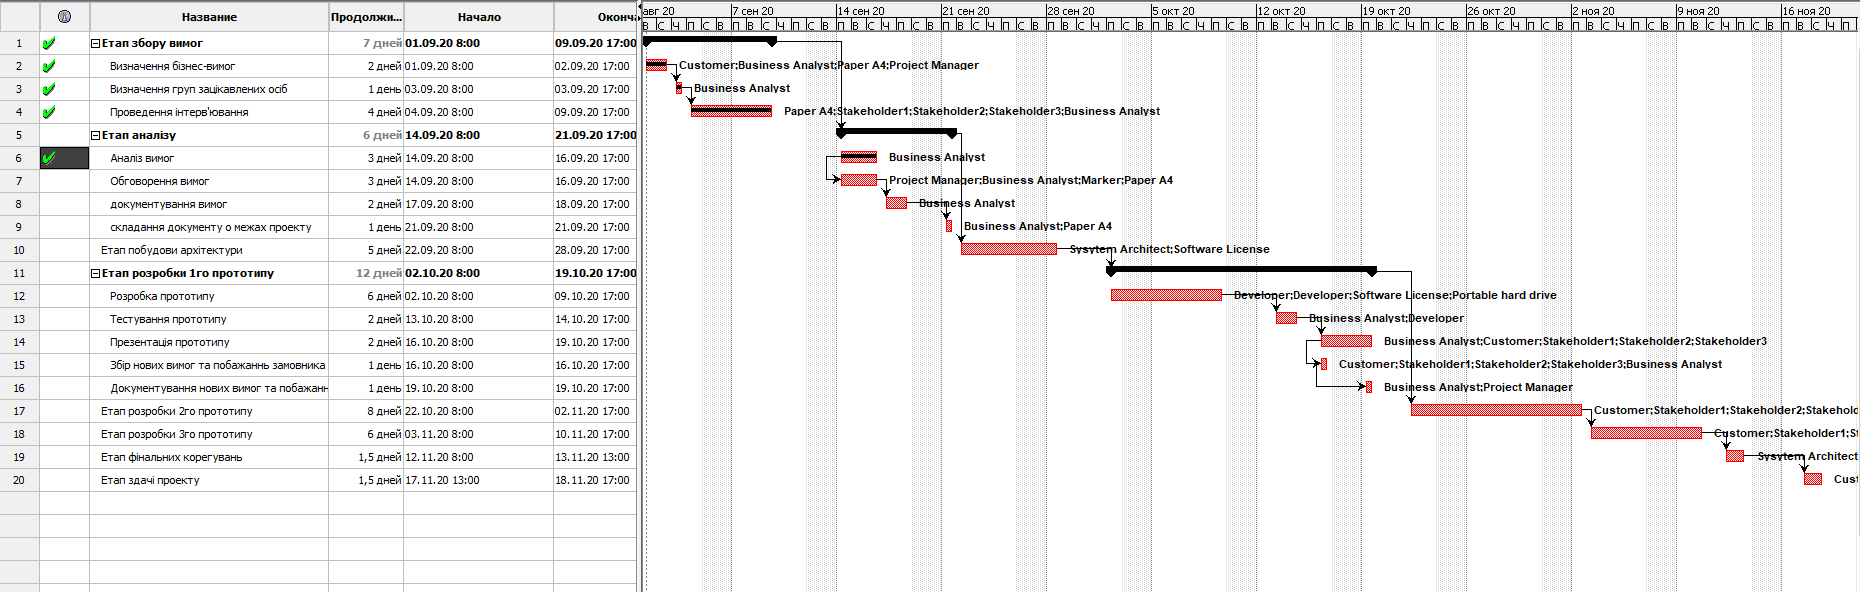 Название Продолжи... Начало Оконч
авг 20 7 сен 20 14 сен 20 21 сен 20 28 сен 20 5 окт 20 12 окт 20 19 окт 20 26 окт 20 2 ноя 20 9 ноя 20 16 ноя 20
В С Ч П С В П В С Ч П С В П В С Ч П С В П В С Ч П С В П В С Ч П С В П В С Ч П С В П В С Ч П С В П В С Ч П С В П В С Ч П С В П В С Ч П С В П В С Ч П С В П В С Ч П
1 Етап збору вимог 7 дней 01.09.20 8:00 09.09.20 17:00
2 Визначення бізнес-вимог 2 дней 01.09.20 8:00 02.09.20 17:00 Customer;Business Analyst;Paper A4;Project Manager
3 Визначення груп зацікавлених осіб 1 день 03.09.20 8:00 03.09.20 17:00 Business Analyst
4 Проведення інтерв'ювання 4 дней 04.09.20 8:00 09.09.20 17:00 Paper A4;Stakeholder1;Stakeholder2;Stakeholder3;Business Analyst
5 Етап аналізу 6 дней 14.09.20 8:00 21.09.20 17:00
6 Аналіз вимог 3 дней 14.09.20 8:00 16.09.20 17:00 Business Analyst
7 Обговорення вимог 3 дней 14.09.20 8:00 16.09.20 17:00 Project Manager;Business Analyst;Marker;Paper A4
8 документування вимог 2 дней 17.09.20 8:00 18.09.20 17:00 Business Analyst
9 складання документу о межах проекту 1 день 21.09.20 8:00 21.09.20 17:00 Business Analyst;Paper A4
10 Етап побудови архітектури 5 дней 22.09.20 8:00 28.09.20 17:00 Sysytem Architect;Software License
11 Етап розробки 1го прототипу 12 дней 02.10.20 8:00 19.10.20 17:00
12 Розробка прототипу 6 дней 02.10.20 8:00 09.10.20 17:00 Developer;Developer;Software License;Portable hard drive
13 Тестування прототипу 2 дней 13.10.20 8:00 14.10.20 17:00 Business Analyst;Developer
14 Презентація прототипу 2 дней 16.10.20 8:00 19.10.20 17:00 Business Analyst;Customer;Stakeholder1;Stakeholder2;Stakeholder3
15 Збір нових вимог та побажаннь замовника 1 день 16.10.20 8:00 16.10.20 17:00 Customer;Stakeholder1;Stakeholder2;Stakeholder3;Business Analyst
16 Документування нових вимог та побажанн 1 день 19.10.20 8:00 19.10.20 17:00 Business Analyst;Project Manager
17 Етап розробки 2го прототипу 8 дней 22.10.20 8:00 02.11.20 17:00 Customer;Stakeholder1;Stakeholder2;Stakehold
18 Етап розробки 3го прототипу 6 дней 03.11.20 8:00 10.11.20 17:00 Customer;Stakeholder1;St
19 Етап фінальних корегувань 1,5 дней 12.11.20 8:00 13.11.20 13:00 Sysytem Architect
20 Етап здачі проекту 1,5 дней 17.11.20 13:00 18.11.20 17:00 Cust